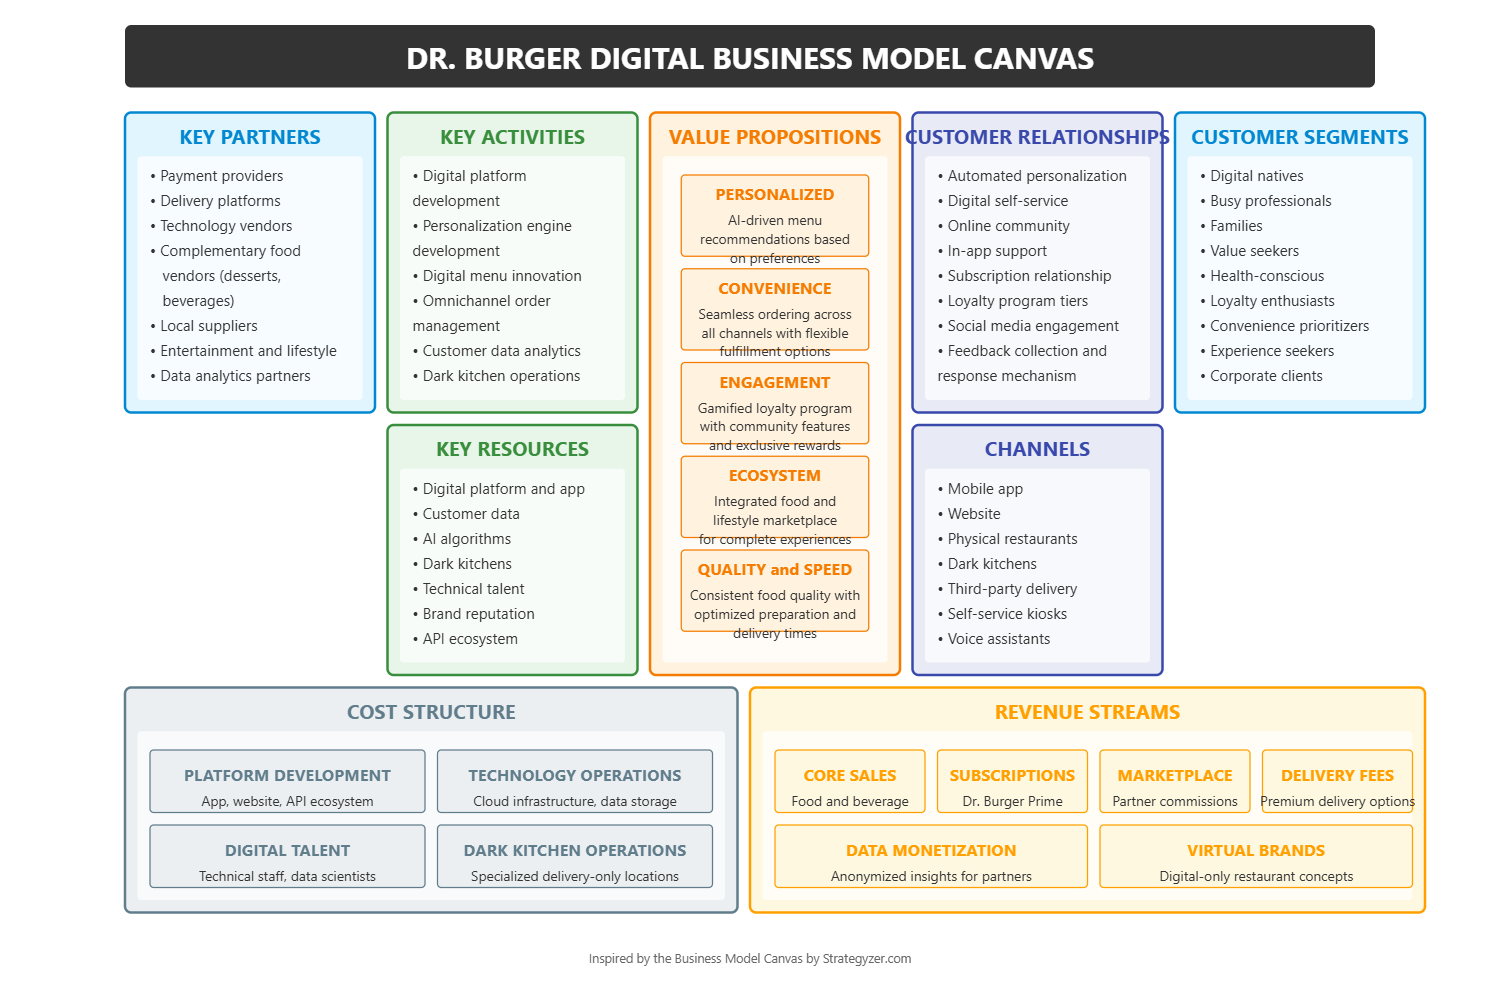 DR. BURGER DIGITAL BUSINESS MODEL CANVAS
KEY PARTNERS
• Payment providers
• Delivery platforms
• Technology vendors
• Complementary food
vendors (desserts,
beverages)
• Local suppliers
• Entertainment and lifestyle
• Data analytics partners
KEY ACTIVITIES
• Digital platform
development
• Personalization engine
development
• Digital menu innovation
• Omnichannel order
management
• Customer data analytics
• Dark kitchen operations
KEY RESOURCES
• Digital platform and app
• Customer data
• AI algorithms
• Dark kitchens
• Technical talent
• Brand reputation
• API ecosystem
VALUE PROPOSITIONS
PERSONALIZED
AI-driven menu
recommendations based
on preferences
CONVENIENCE
Seamless ordering across
all channels with flexible
fulfillment options
ENGAGEMENT
Gamified loyalty program
with community features
and exclusive rewards
ECOSYSTEM
Integrated food and
lifestyle marketplace
for complete experiences
QUALITY and SPEED
Consistent food quality with
optimized preparation and
delivery times
CUSTOMER RELATIONSHIPS
• Automated personalization
• Digital self-service
• Online community
• In-app support
• Subscription relationship
• Loyalty program tiers
• Social media engagement
• Feedback collection and
response mechanism
CHANNELS
• Mobile app
• Website
• Physical restaurants
• Dark kitchens
• Third-party delivery
• Self-service kiosks
• Voice assistants
CUSTOMER SEGMENTS
• Digital natives
• Busy professionals
• Families
• Value seekers
• Health-conscious
• Loyalty enthusiasts
• Convenience prioritizers
• Experience seekers
• Corporate clients
COST STRUCTURE
PLATFORM DEVELOPMENT
App, website, API ecosystem
TECHNOLOGY OPERATIONS
Cloud infrastructure, data storage
DIGITAL TALENT
Technical staff, data scientists
DARK KITCHEN OPERATIONS
Specialized delivery-only locations
REVENUE STREAMS
CORE SALES
Food and beverage
SUBSCRIPTIONS
Dr. Burger Prime
MARKETPLACE
Partner commissions
DELIVERY FEES
Premium delivery options
DATA MONETIZATION
Anonymized insights for partners
VIRTUAL BRANDS
Digital-only restaurant concepts
Inspired by the Business Model Canvas by Strategyzer.com